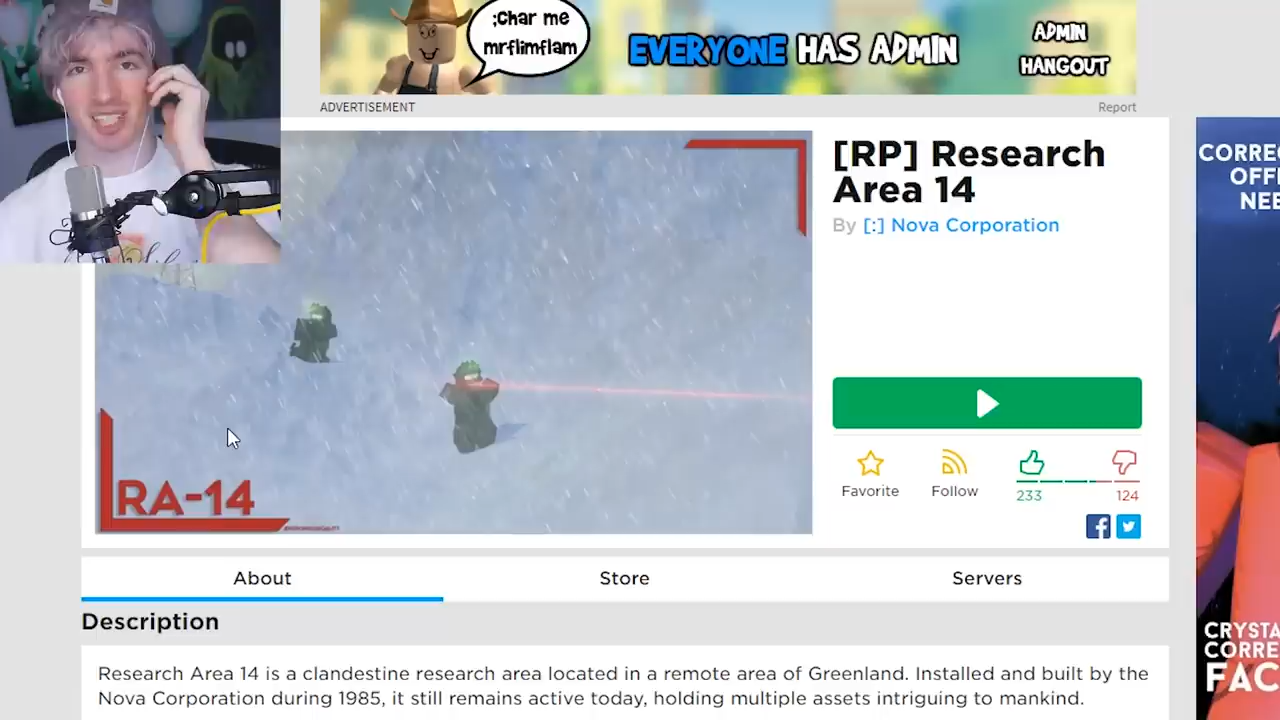 ;Char me
mrflimflam
EVERYONE HAS ADMIN
ADMIN
HANGOUT
ADVERTISEMENT
Report
[RP] Research
Area 14
By [:] Nova Corporation
RA-14
Favorite
Follow
233
124
About
Store
Servers
Description
Research Area 14 is a clandestine research area located in a remote area of Greenland. Installed and built by the
Nova Corporation during 1985, it still remains active today, holding multiple assets intriguing to mankind.
CORREC
OFFI
NEE
CRYSTA
CORRE
FAC